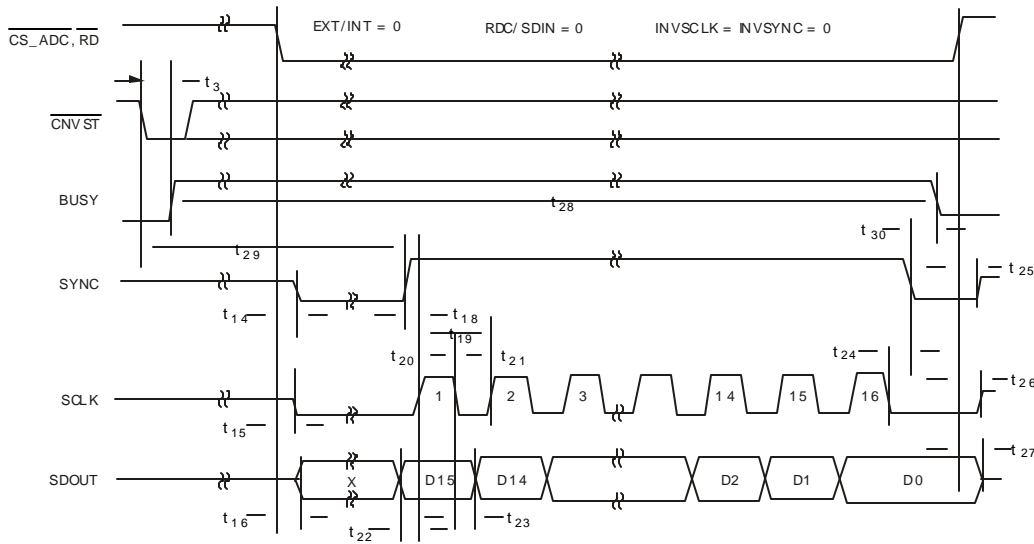 EXT/INT = 0 RDC/SDIN = 0 INVSCLK = INVSYNC = 0
CS_ADC, RD
t3
CNVST
BUSY
t28
t30
t29
t25
SYNC
t14
t18
t19
t20
t21
t24
t26
SCLK
1 2 3 14 15 16
t15
t27
SDOUT
X D15 D14 D2 D1 D0
t16
t22
t23